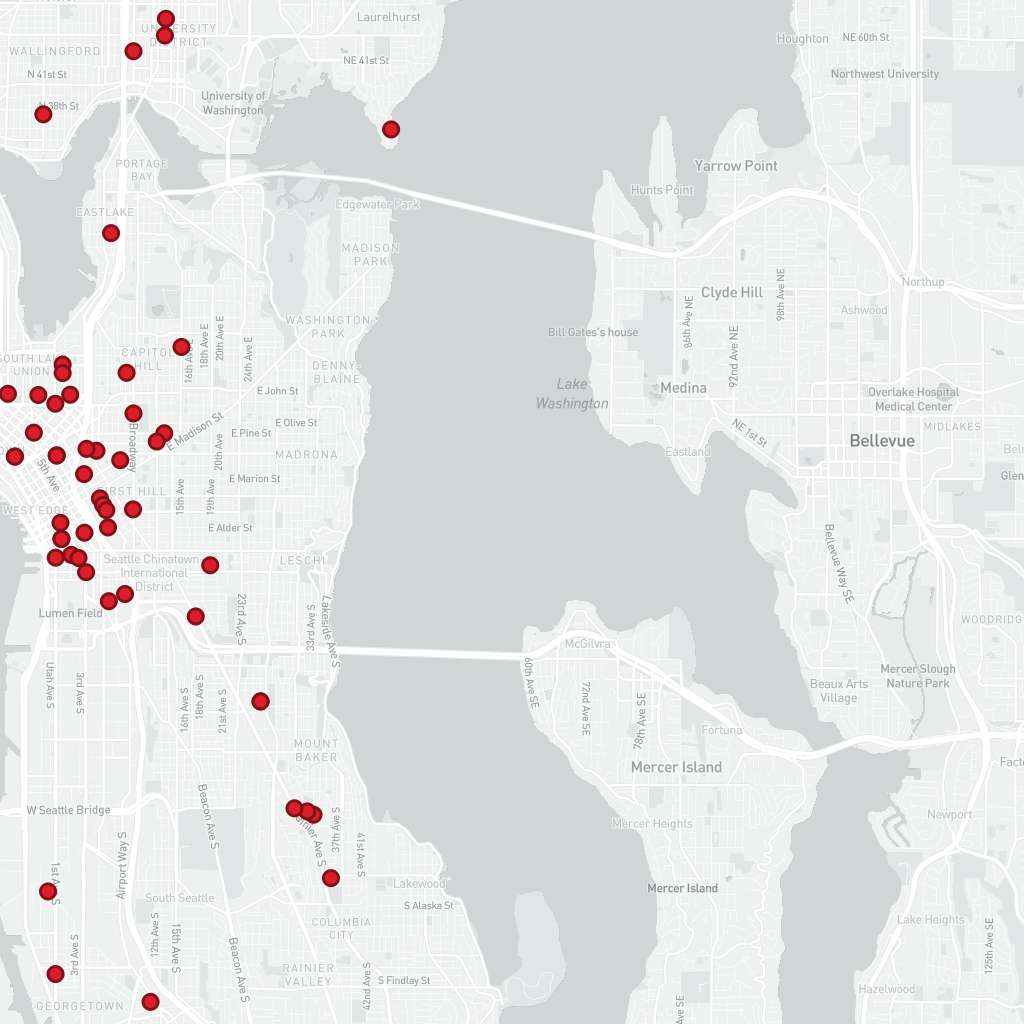 Laurelhurst
UNIVERSITY
DISTRICT
Houghton
NE 60th St
WALLINGFORD
NE 41st St
N 41st St
Northwest University
N 38th St
University of
Washington
PORTAGE
BAY
Yarrow Point
Hunts Point
EASTLAKE
Edgewater Park
MADISON
PARK
Northup
Clyde Hill
98th Ave NE
86th Ave NE
Ashwood
WASHINGTON
PARK
Bill Gates's house
16th Ave E
18th Ave E
20th Ave E
24th Ave E
92nd Ave NE
SOUTH LAKE
UNION
CAPITOL
HILL
DENNY-
BLAINE
Lake
Washington
Medina
E John St
Overlake Hospital
Medical Center
E Madison St
E Olive St
E Pine St
Broadway
20th Ave
NE 1st St
MIDLAKES
Bellevue
MADRONA
Eastland
5th Ave
E Marion St
FIRST HILL
15th Ave
19th Ave
WEST EDGE
E Alder St
Seattle Chinatown
International
District
LESCHI
Bellevue Way SE
Lumen Field
23rd Ave S
33rd Ave S
Lakeside Ave S
WOODRIDG
McGilvra
60th Ave SE
72nd Ave SE
78th Ave SE
Mercer Slough
Nature Park
Beaux Arts
Village
Utah Ave S
3rd Ave S
16th Ave S
18th Ave S
21st Ave S
Fortuna
MOUNT
BAKER
Mercer Island
Facto
W Seattle Bridge
Beacon Ave S
37th Ave S
41st Ave S
Mercer Heights
Newport
Airport Way S
1st Ave S
Lakewood
Mercer Island
South Seattle
S Alaska St
COLUMBIA
CITY
Lake Heights
12th Ave S
15th Ave S
3rd Ave S
Beacon Ave S
125th Ave SE
RAINIER
VALLEY
42nd Ave S
S Findlay St
Hazelwood
GEORGETOWN
Ave SE